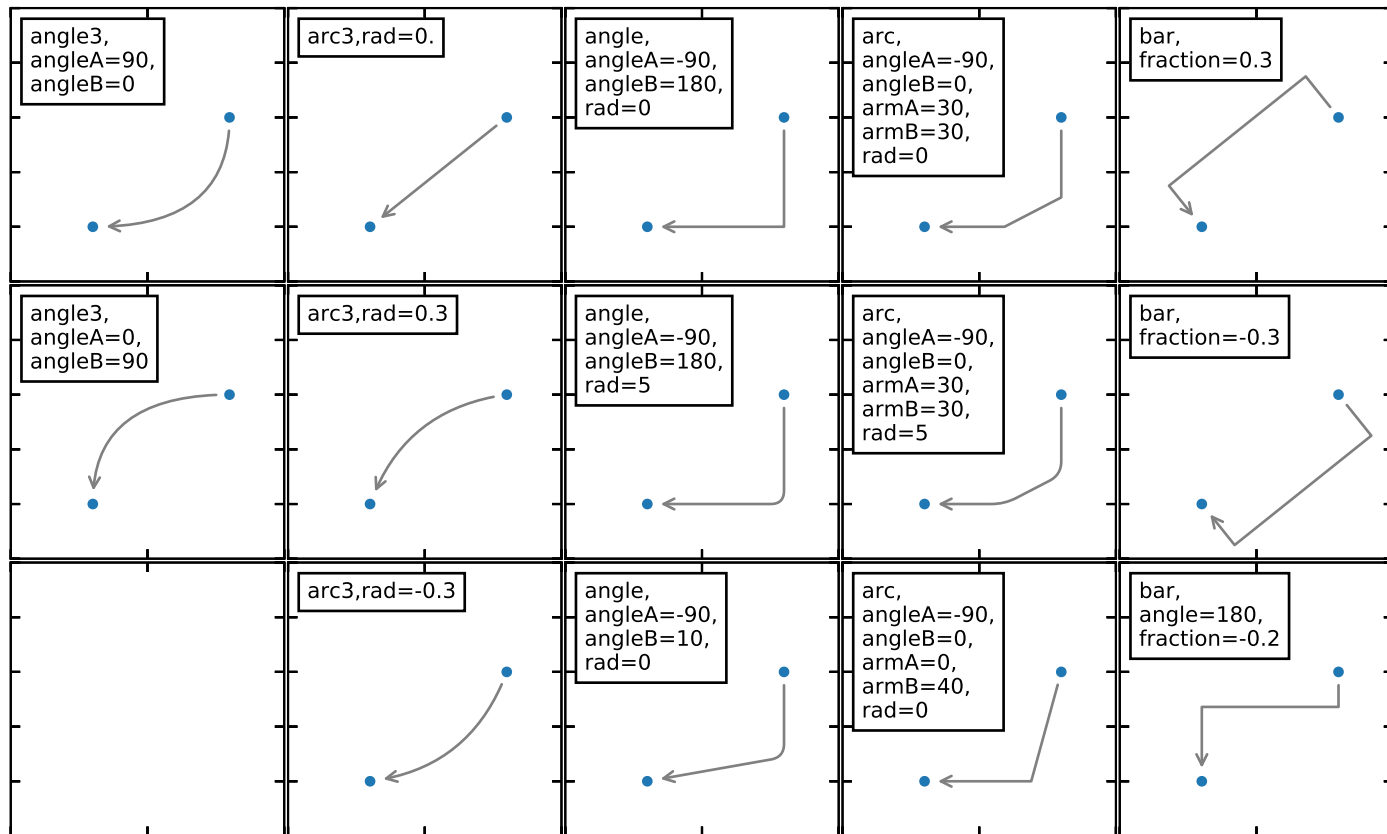 angle3,
angleA=90,
angleB=0
arc3,rad=0.
angle,
angleA=-90,
angleB=180,
rad=0
arc,
angleA=-90,
angleB=0,
armA=30,
armB=30,
rad=0
bar,
fraction=0.3
angle3,
angleA=0,
angleB=90
arc3,rad=0.3
angle,
angleA=-90,
angleB=180,
rad=5
arc,
angleA=-90,
angleB=0,
armA=30,
armB=30,
rad=5
bar,
fraction=-0.3
arc3,rad=-0.3
angle,
angleA=-90,
angleB=10,
rad=0
arc,
angleA=-90,
angleB=0,
armA=0,
armB=40,
rad=0
bar,
angle=180,
fraction=-0.2